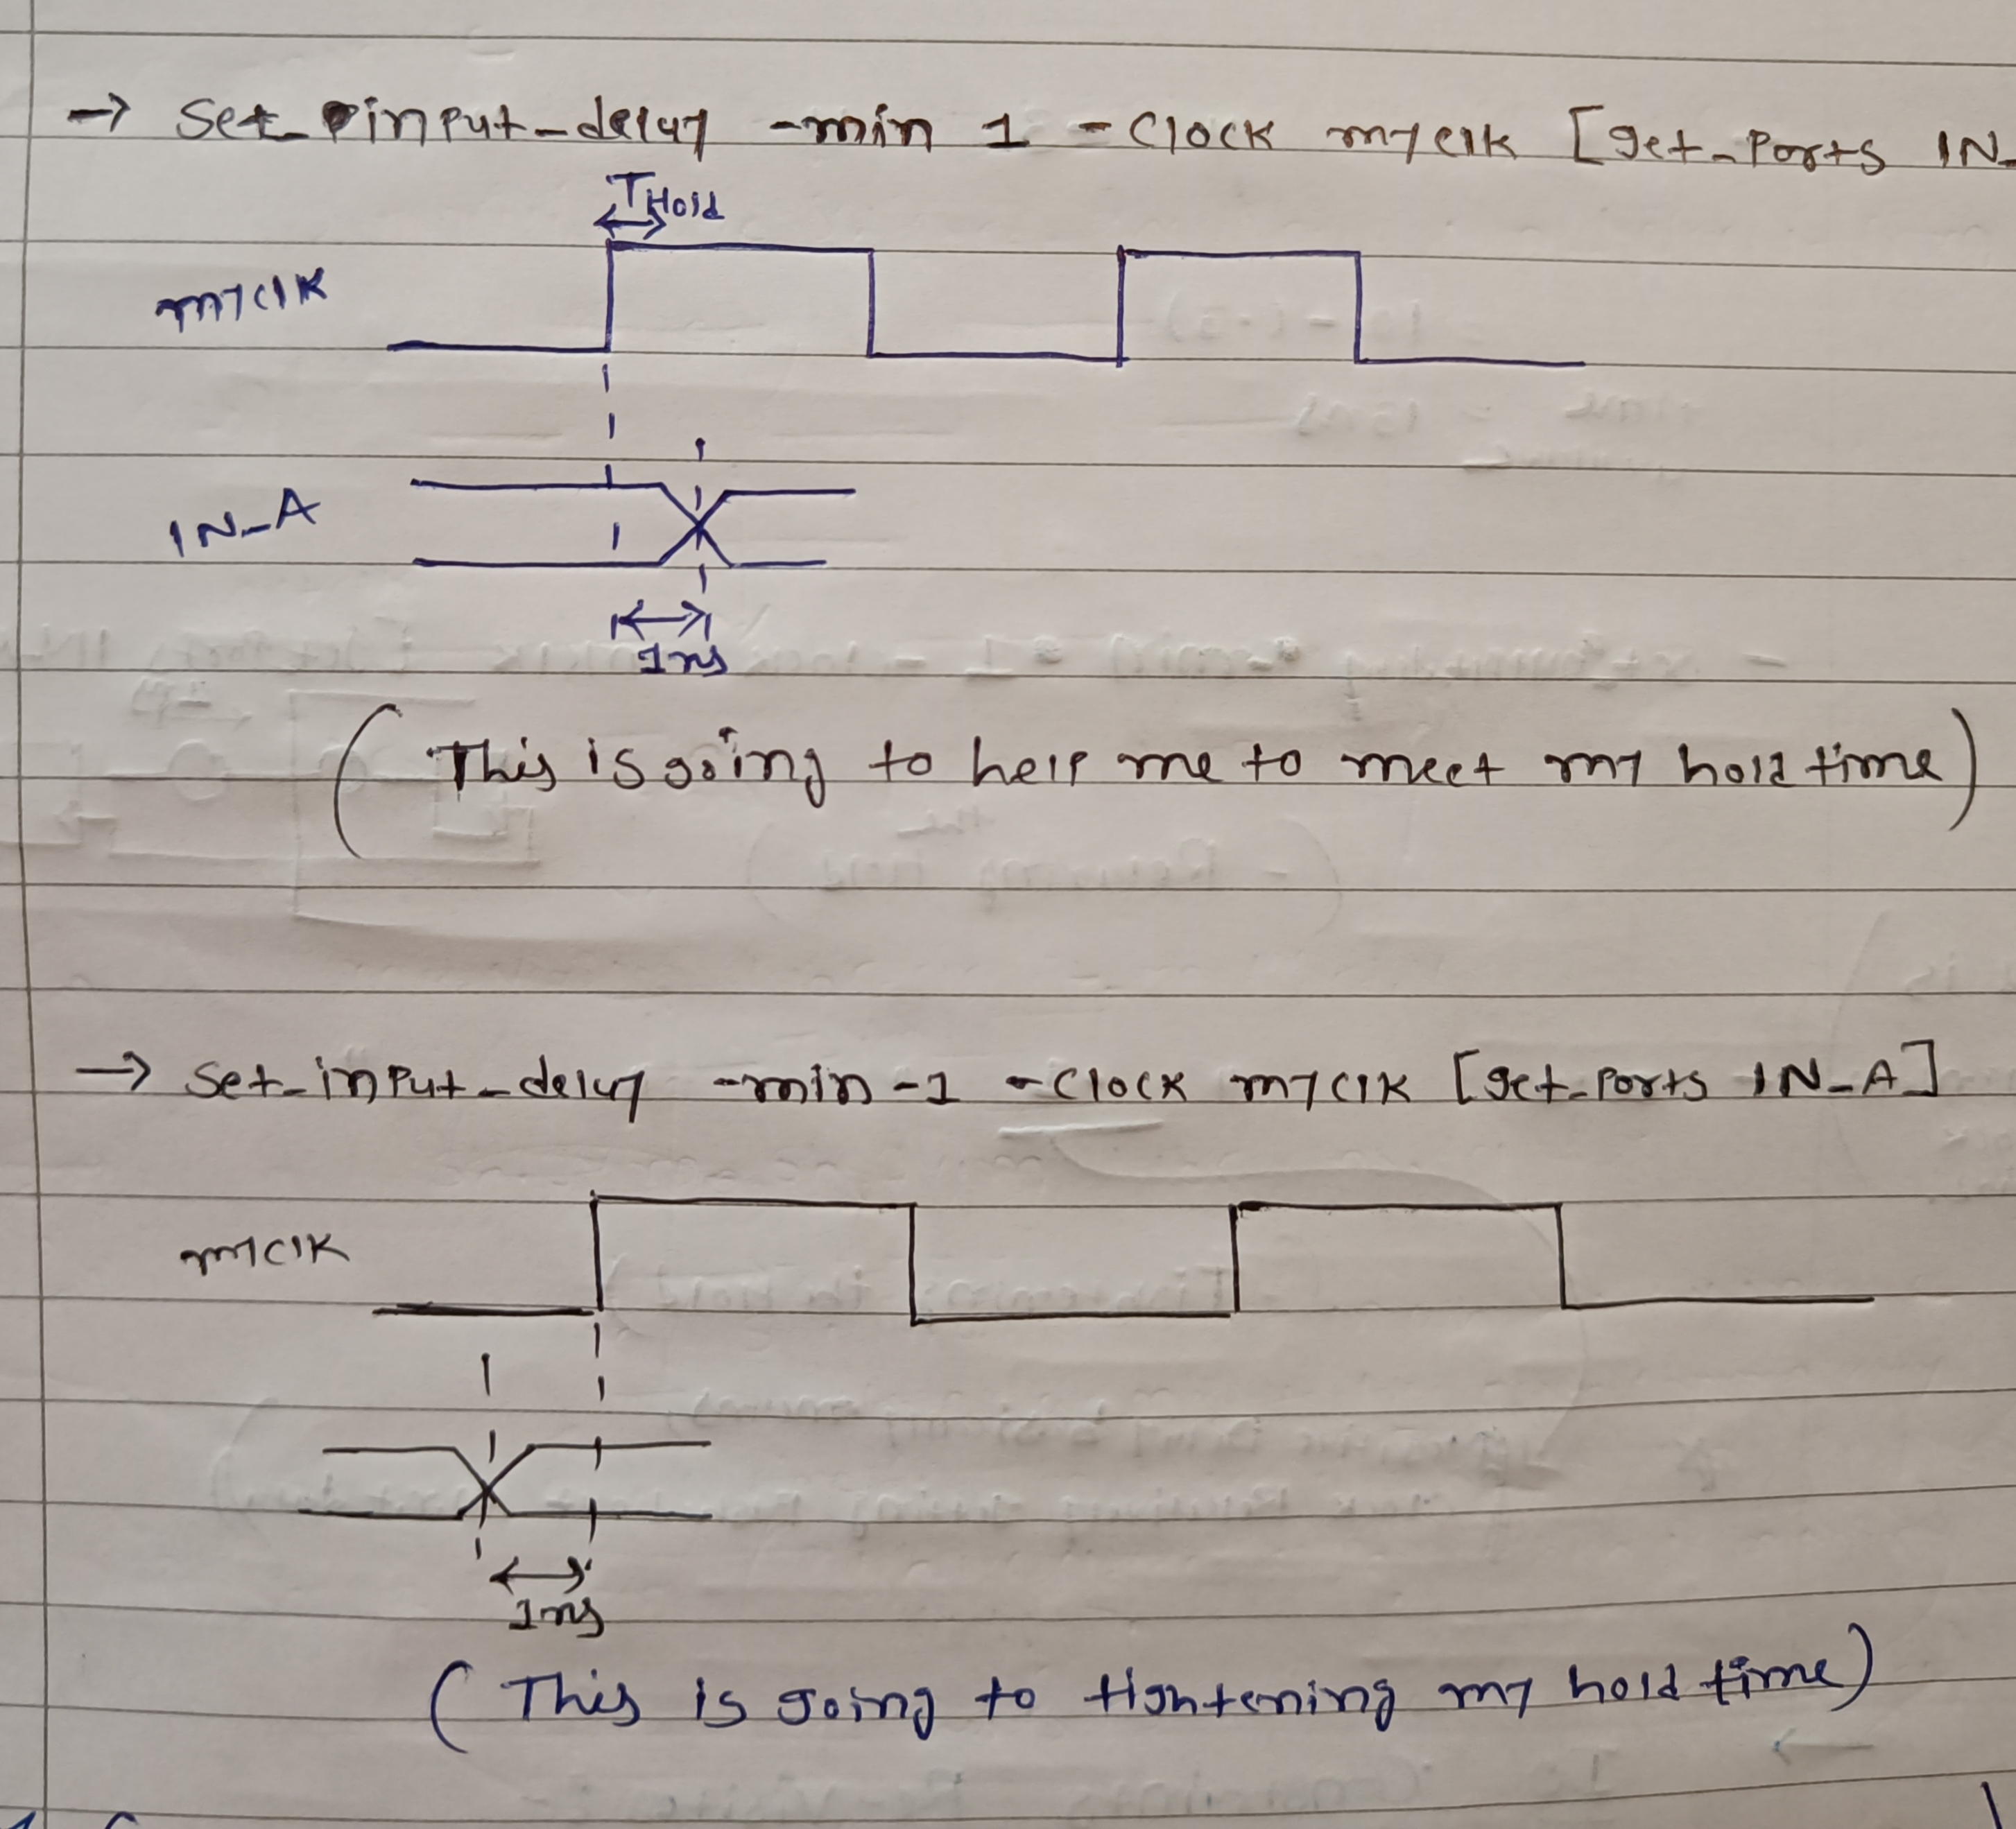 → set_input_delay -min 1 -clock myclk [get_ports IN_
THold
myclk
IN_A
1ns
(This is going to help me to meet my hold time)
→ set_input_delay -min -1 -clock myclk [get_ports IN_A]
myclk
1ns
(This is going to tightening my hold time)